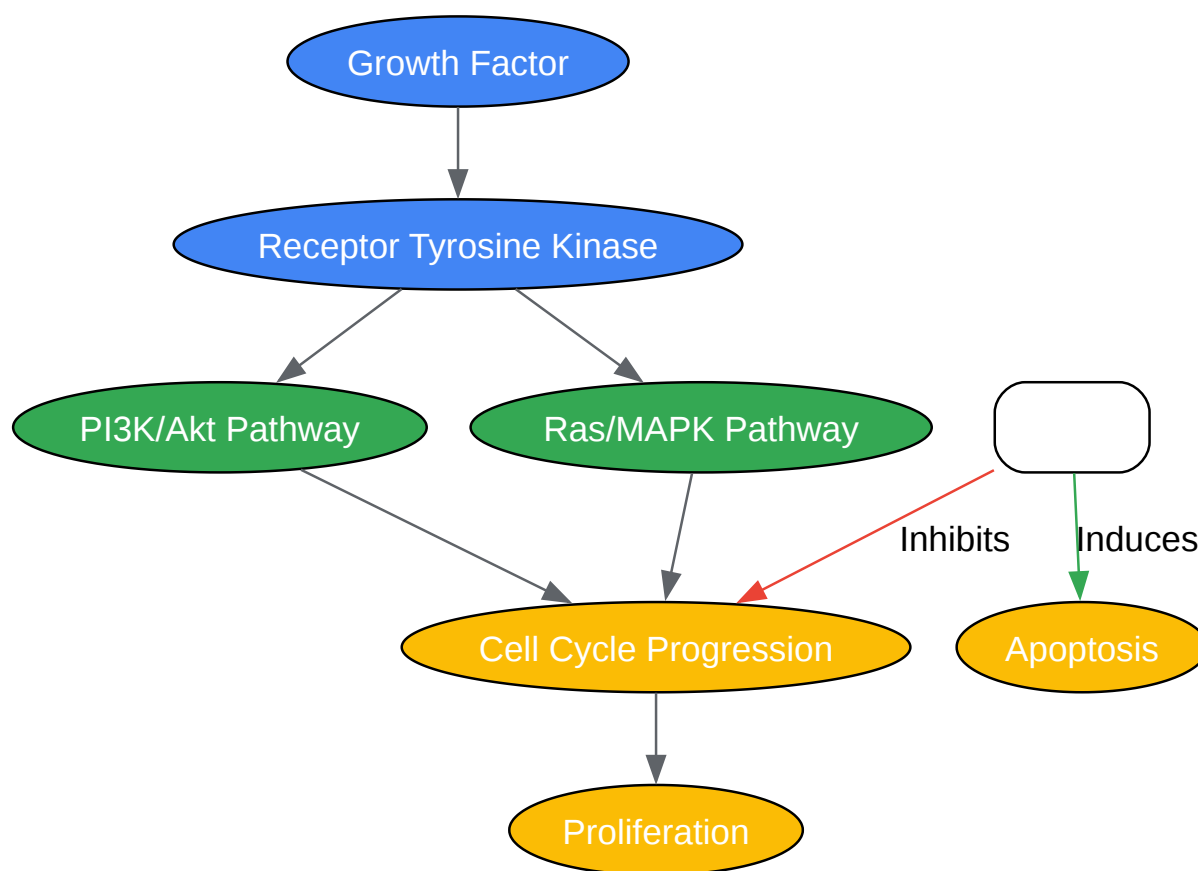 Growth Factor
Receptor Tyrosine Kinase
PI3K/Akt Pathway
Ras/MAPK Pathway
Inhibits
Induces
Cell Cycle Progression
Apoptosis
Proliferation